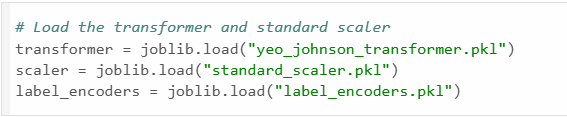 # Load the transformer and standard scaler
transformer = joblib.load("yeo_johnson_transformer.pkl")
scaler = joblib.load("standard_scaler.pkl")
label_encoders = joblib.load("label_encoders.pkl")